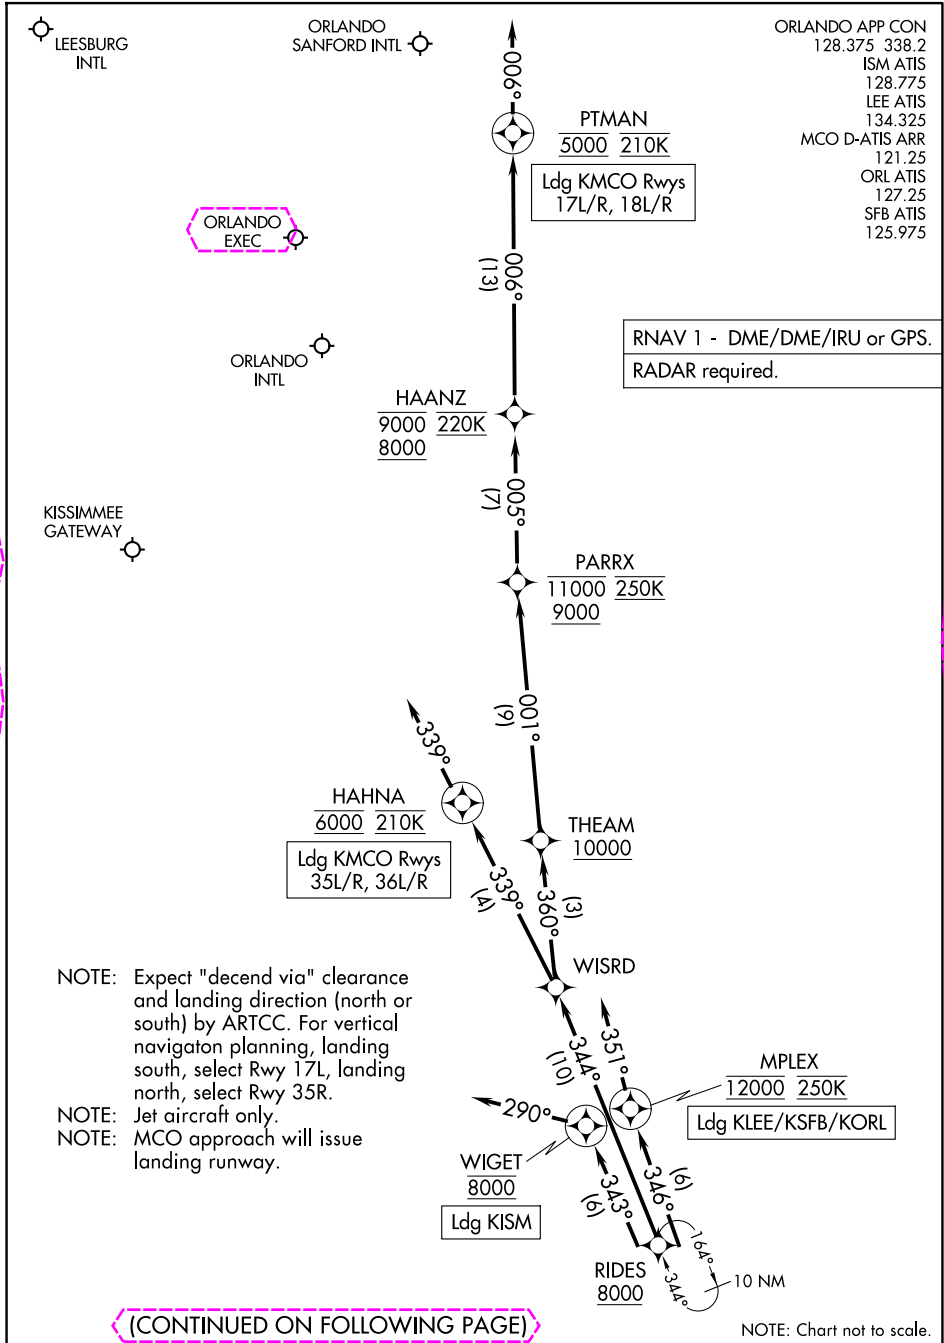 LEESBURG
INTL
ORLANDO
SANFORD INTL
ORLANDO APP CON
128.375 338.2
ISM ATIS
128.775
LEE ATIS
134.325
MCO D-ATIS ARR
121.25
ORL ATIS
127.25
SFB ATIS
125.975
006°
PTMAN
5000 210K
Ldg KMCO Rwys
17L/R, 18L/R
ORLANDO
EXEC
006°
(13)
RNAV 1 - DME/DME/IRU or GPS.
RADAR required.
ORLANDO
INTL
HAANZ
9000 220K
8000
005°
(7)
KISSIMMEE
GATEWAY
PARRX
11000 250K
9000
001°
(9)
339°
HAHNA
6000 210K
Ldg KMCO Rwys
35L/R, 36L/R
THEAM
10000
339°
(4)
360°
(3)
WISRD
NOTE: Expect "decend via" clearance
and landing direction (north or
south) by ARTCC. For vertical
navigaton planning, landing
south, select Rwy 17L, landing
north, select Rwy 35R.
NOTE: Jet aircraft only.
NOTE: MCO approach will issue
landing runway.
344°
(10)
351°
MPLEX
12000 250K
Ldg KLEE/KSFB/KORL
290°
WIGET
8000
Ldg KISM
343°
(6)
346°
(6)
RIDES
8000
164°
344°
10 NM
(CONTINUED ON FOLLOWING PAGE)
NOTE: Chart not to scale.